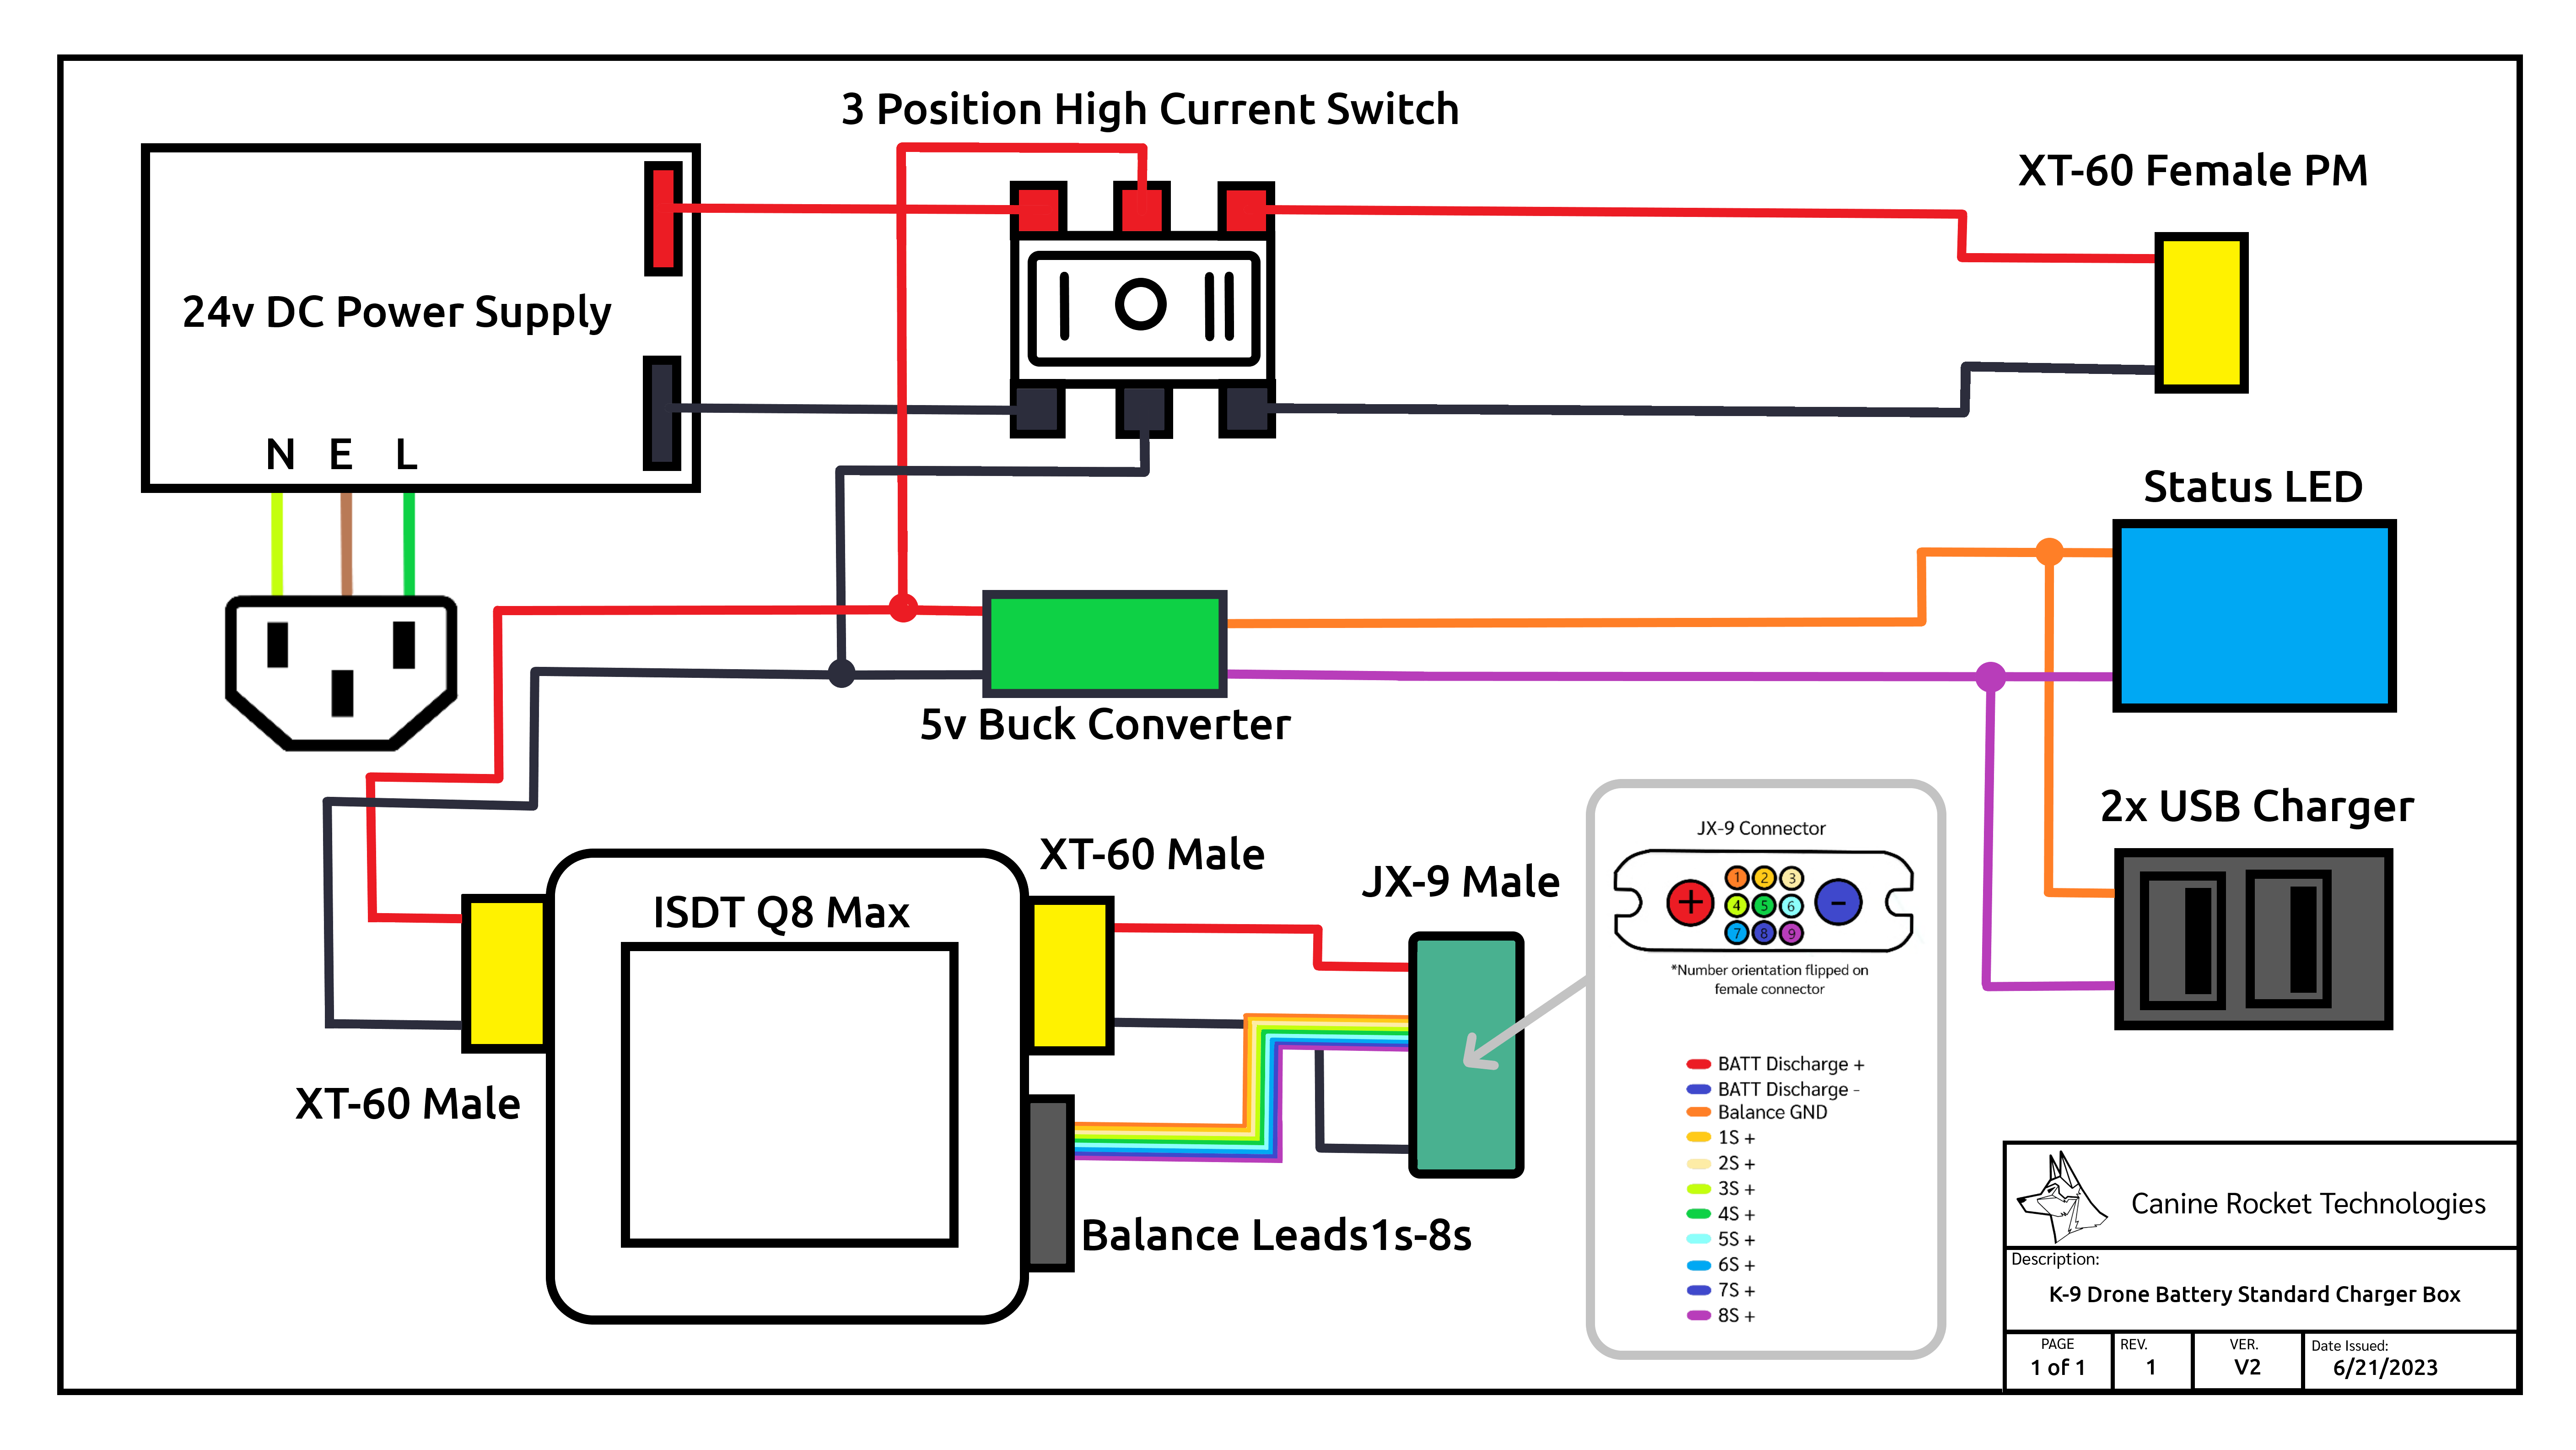 3 Position High Current Switch
XT-60 Female PM
24v DC Power Supply
N E L
Status LED
5v Buck Converter
2x USB Charger
XT-60 Male
JX-9 Male
ISDT Q8 Max
XT-60 Male
Balance Leads1s-8s
JX-9 Connector
+ 1 2 3 -
4 5 6
7 8 9
*Number orientation flipped on
female connector
BATT Discharge +
BATT Discharge -
Balance GND
1S +
2S +
3S +
4S +
5S +
6S +
7S +
8S +
Canine Rocket Technologies
Description:
K-9 Drone Battery Standard Charger Box
PAGE
1 of 1
REV.
1
VER.
V2
Date Issued:
6/21/2023